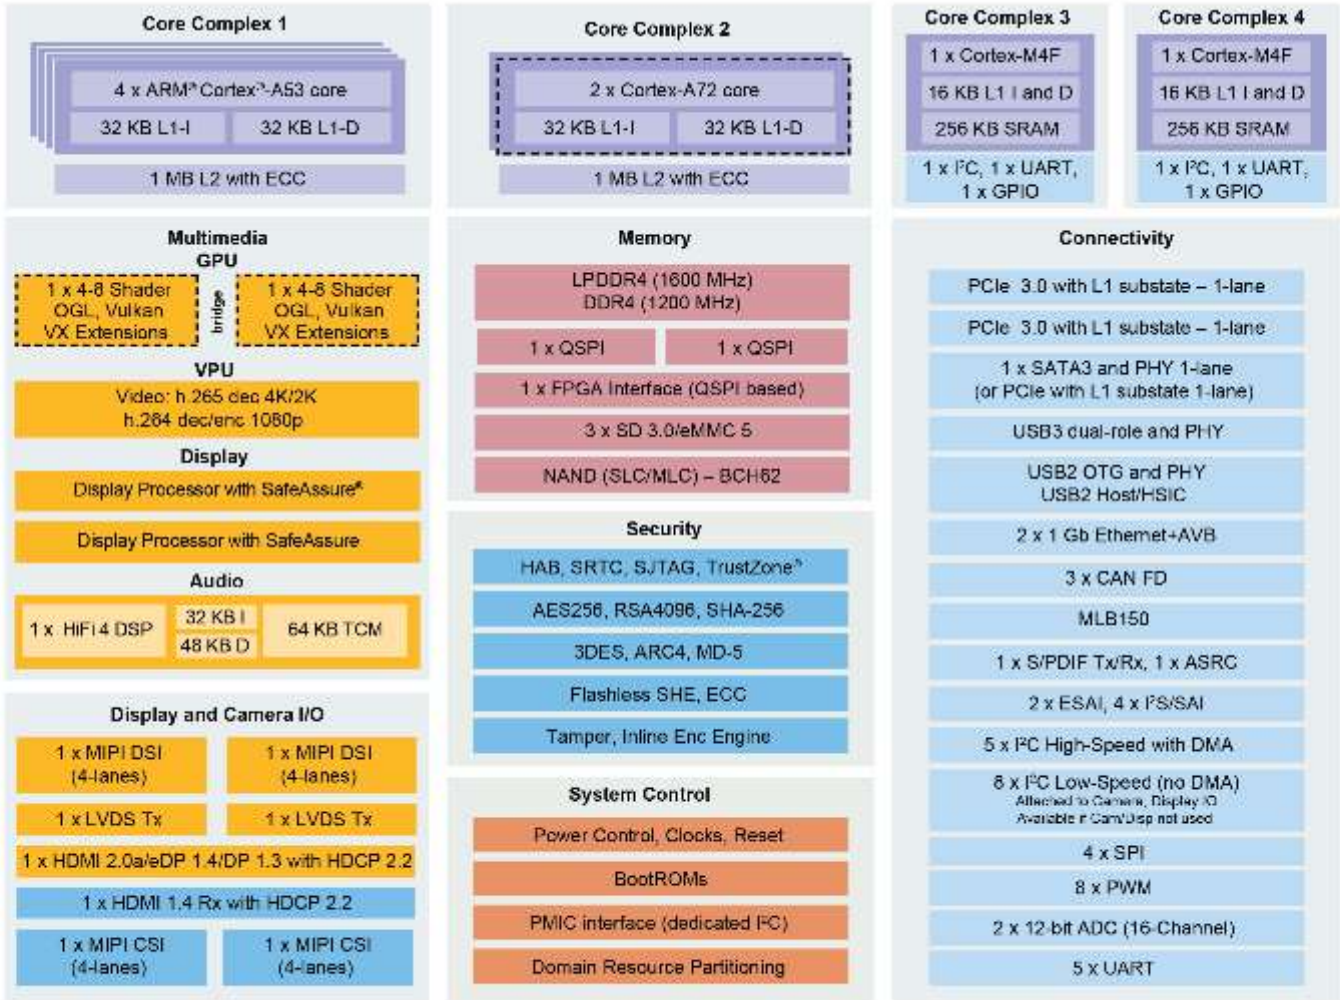 Core Complex 1
4 x ARM® Cortex®-A53 core
32 KB L1-I
32 KB L1-D
1 MB L2 with ECC
Core Complex 2
2 x Cortex-A72 core
32 KB L1-I
32 KB L1-D
1 MB L2 with ECC
Core Complex 3
1 x Cortex-M4F
16 KB L1 I and D
256 KB SRAM
1 x I²C, 1 x UART,
1 x GPIO
Core Complex 4
1 x Cortex-M4F
16 KB L1 I and D
256 KB SRAM
1 x I²C, 1 x UART,
1 x GPIO
Multimedia
GPU
1 x 4-8 Shader
OGL, Vulkan
VX Extensions
bridge
1 x 4-8 Shader
OGL, Vulkan
VX Extensions
VPU
Video: h.265 dec 4K/2K
h.264 dec/enc 1080p
Display
Display Processor with SafeAssure®
Display Processor with SafeAssure
Audio
1 x HiFi 4 DSP
32 KB I
48 KB D
64 KB TCM
Display and Camera I/O
1 x MIPI DSI
(4-lanes)
1 x MIPI DSI
(4-lanes)
1 x LVDS Tx
1 x LVDS Tx
1 x HDMI 2.0a/eDP 1.4/DP 1.3 with HDCP 2.2
1 x HDMI 1.4 Rx with HDCP 2.2
1 x MIPI CSI
(4-lanes)
1 x MIPI CSI
(4-lanes)
Memory
LPDDR4 (1600 MHz)
DDR4 (1200 MHz)
1 x QSPI
1 x QSPI
1 x FPGA Interface (QSPI based)
3 x SD 3.0/eMMC 5
NAND (SLC/MLC) – BCH62
Security
HAB, SRTC, SJTAG, TrustZone®
AES256, RSA4096, SHA-256
3DES, ARC4, MD-5
Flashless SHE, ECC
Tamper, Inline Enc Engine
System Control
Power Control, Clocks, Reset
BootROMs
PMIC interface (dedicated I²C)
Domain Resource Partitioning
Connectivity
PCIe 3.0 with L1 substate – 1-lane
PCIe 3.0 with L1 substate – 1-lane
1 x SATA3 and PHY 1-lane
(or PCIe with L1 substate 1-lane)
USB3 dual-role and PHY
USB2 OTG and PHY
USB2 Host/HSIC
2 x 1 Gb Ethernet+AVB
3 x CAN FD
MLB150
1 x S/PDIF Tx/Rx, 1 x ASRC
2 x ESAI, 4 x I²S/SAI
5 x I²C High-Speed with DMA
8 x I²C Low-Speed (no DMA)
Attached to Camera, Display IO
Available if Cam/Disp not used
4 x SPI
8 x PWM
2 x 12-bit ADC (16-Channel)
5 x UART